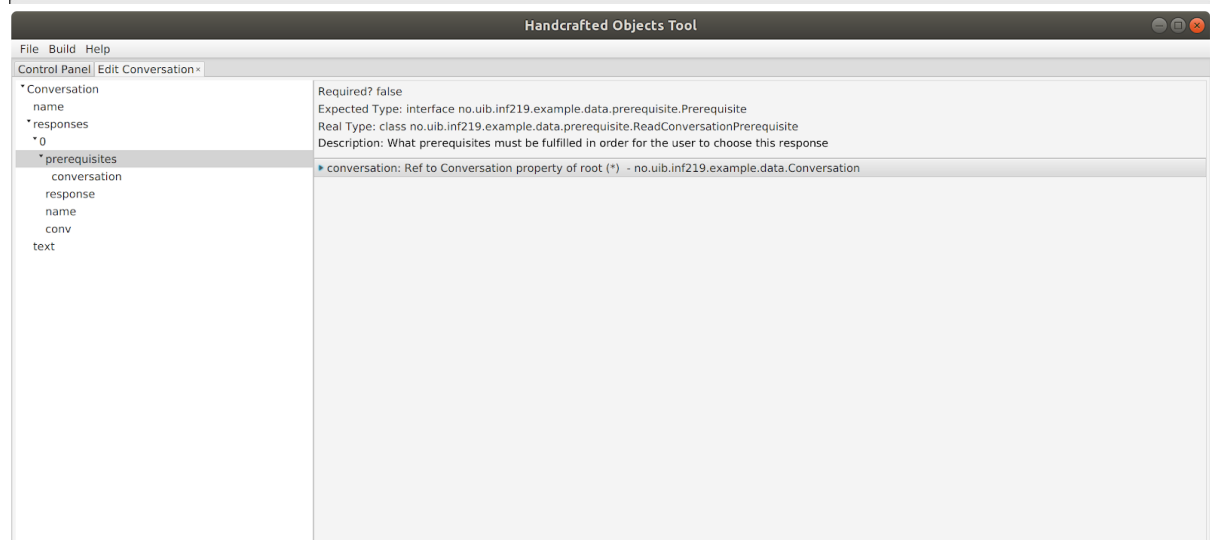 Handcrafted Objects Tool
File Build Help
Control Panel Edit Conversation ×
Conversation
name
responses
0
prerequisites
conversation
response
name
conv
text
Required? false
Expected Type: interface no.uib.inf219.example.data.prerequisite.Prerequisite
Real Type: class no.uib.inf219.example.data.prerequisite.ReadConversationPrerequisite
Description: What prerequisites must be fulfilled in order for the user to choose this response
conversation: Ref to Conversation property of root (*) - no.uib.inf219.example.data.Conversation